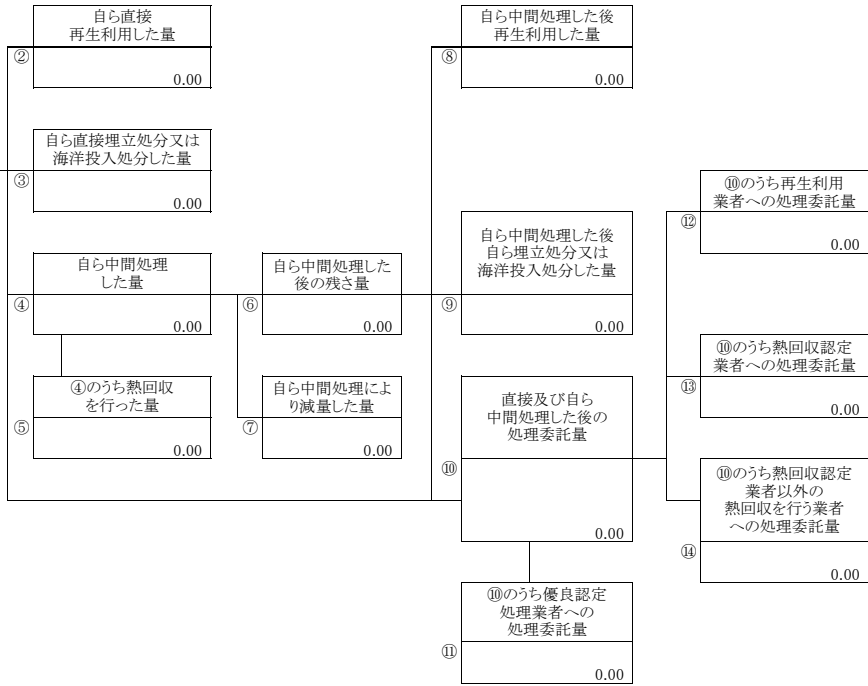 自ら直接
再生利用した量
②
0.00
自ら中間処理した後
再生利用した量
⑧
0.00
自ら直接埋立処分又は
海洋投入処分した量
③
0.00
⑩のうち再生利用
業者への処理委託量
⑫
0.00
自ら中間処理
した量
④
0.00
自ら中間処理した
後の残さ量
⑥
0.00
自ら中間処理した後
自ら埋立処分又は
海洋投入処分した量
⑨
0.00
⑩のうち熱回収認定
業者への処理委託量
⑬
0.00
④のうち熱回収
を行った量
⑤
0.00
自ら中間処理によ
り減量した量
⑦
0.00
直接及び自ら
中間処理した後の
処理委託量
⑩
0.00
⑩のうち熱回収認定
業者以外の
熱回収を行う業者
への処理委託量
⑭
0.00
⑩のうち優良認定
処理業者への
処理委託量
⑪
0.00